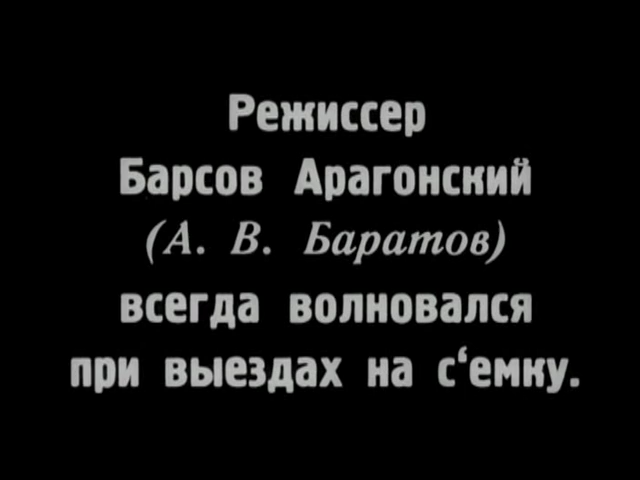 Режиссер
Барсов Арагонский
(А. В. Баратов)
всегда волновался
при выездах на с‘емку.